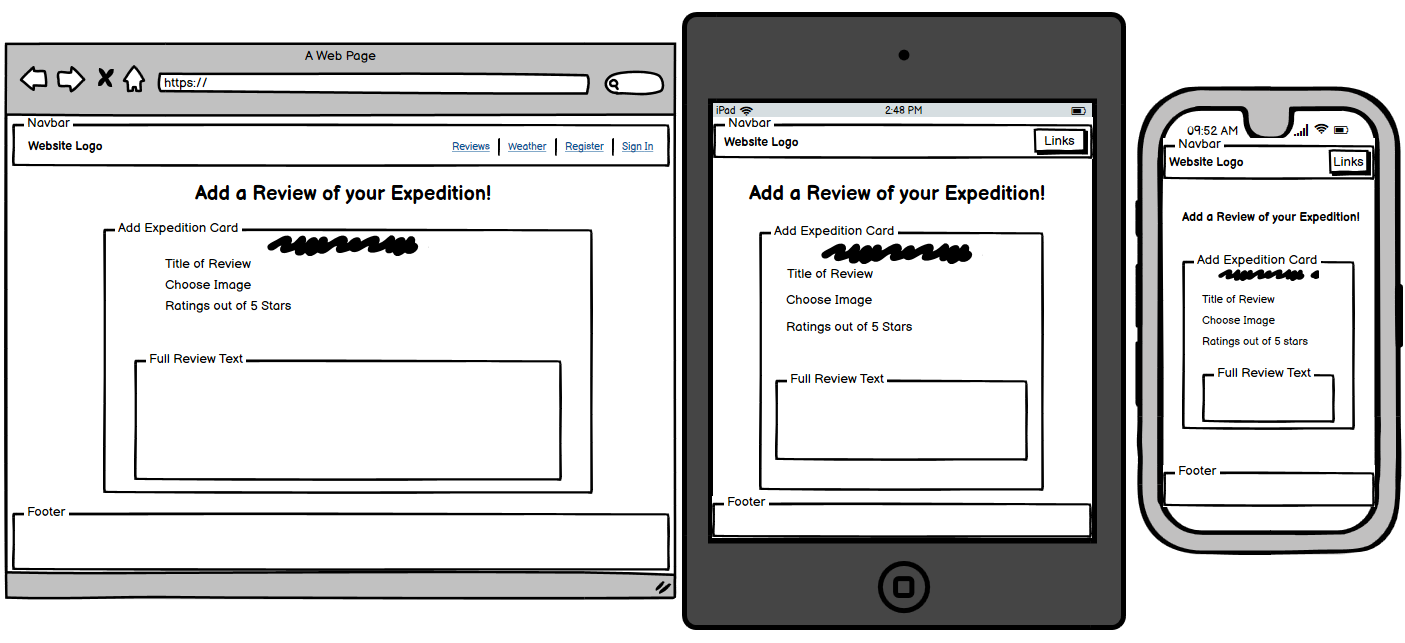 A Web Page
https://
Navbar
Website Logo Reviews Weather Register Sign In
Add a Review of your Expedition!
Add Expedition Card
Title of Review
Choose Image
Ratings out of 5 Stars
Full Review Text
Footer
iPad 2:48 PM
Navbar
Website Logo Links
Add a Review of your Expedition!
Add Expedition Card
Title of Review
Choose Image
Ratings out of 5 Stars
Full Review Text
Footer
09:52 AM
Navbar
Website Logo Links
Add a Review of your Expedition!
Add Expedition Card
Title of Review
Choose Image
Ratings out of 5 stars
Full Review Text
Footer